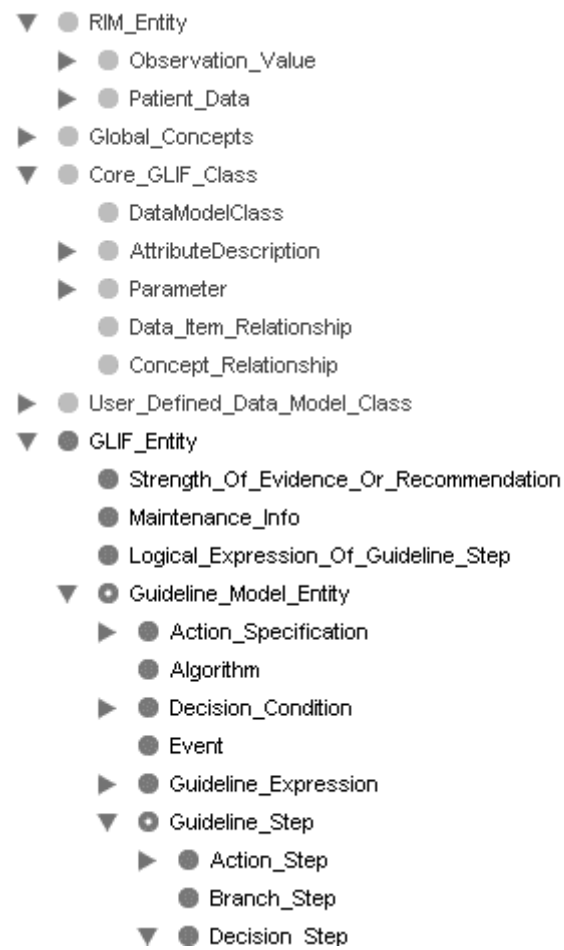 RIM_Entity
Observation_Value
Patient_Data
Global_Concepts
Core_GLIF_Class
DataModelClass
AttributeDescription
Parameter
Data_Item_Relationship
Concept_Relationship
User_Defined_Data_Model_Class
GLIF_Entity
Strength_Of_Evidence_Or_Recommendation
Maintenance_Info
Logical_Expression_Of_Guideline_Step
Guideline_Model_Entity
Action_Specification
Algorithm
Decision_Condition
Event
Guideline_Expression
Guideline_Step
Action_Step
Branch_Step
Decision_Step